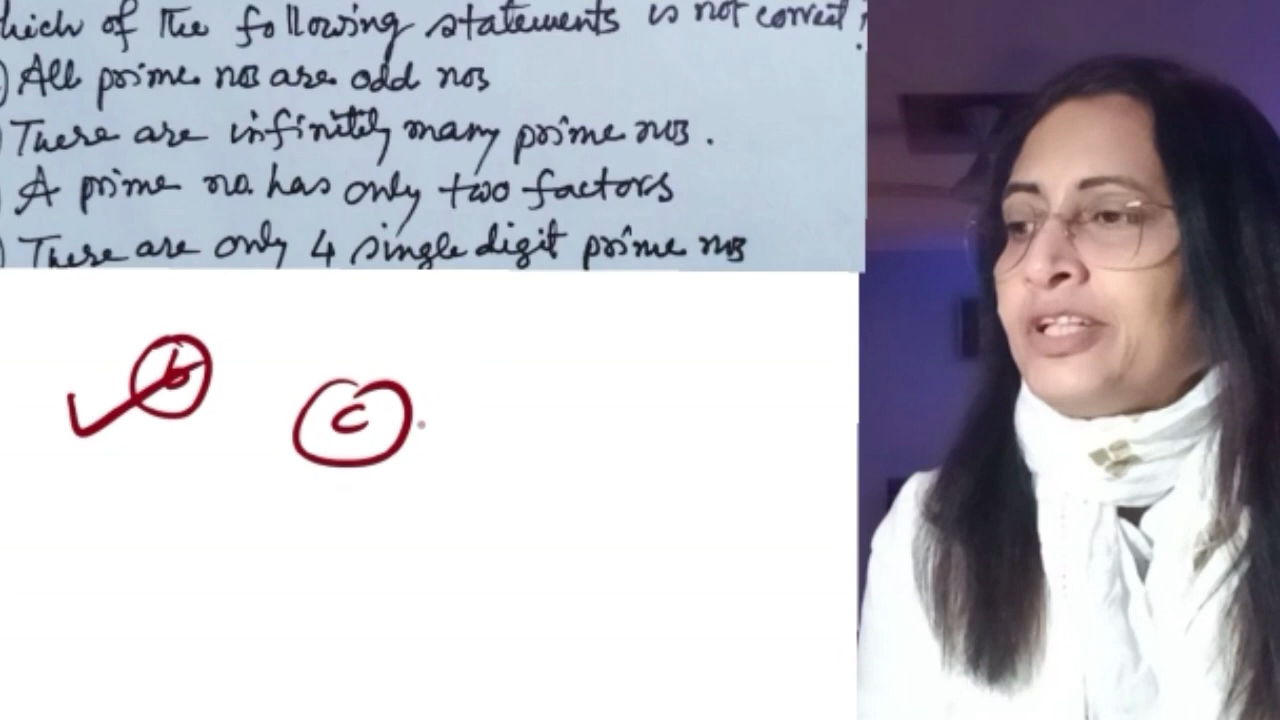 hich of the following statements is not correct ?
) All prime nos are odd nos
) There are infinitely many prime nos .
) A prime no. has only two factors
) There are only 4 single digit prime nos
b
c